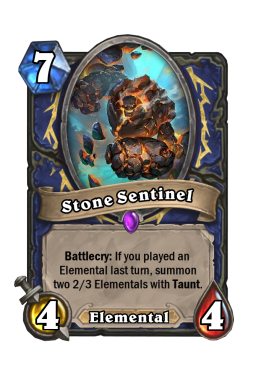 7
Stone Sentinel
Battlecry: If you played an
Elemental last turn, summon
two 2/3 Elementals with Taunt.
4 Elemental 4